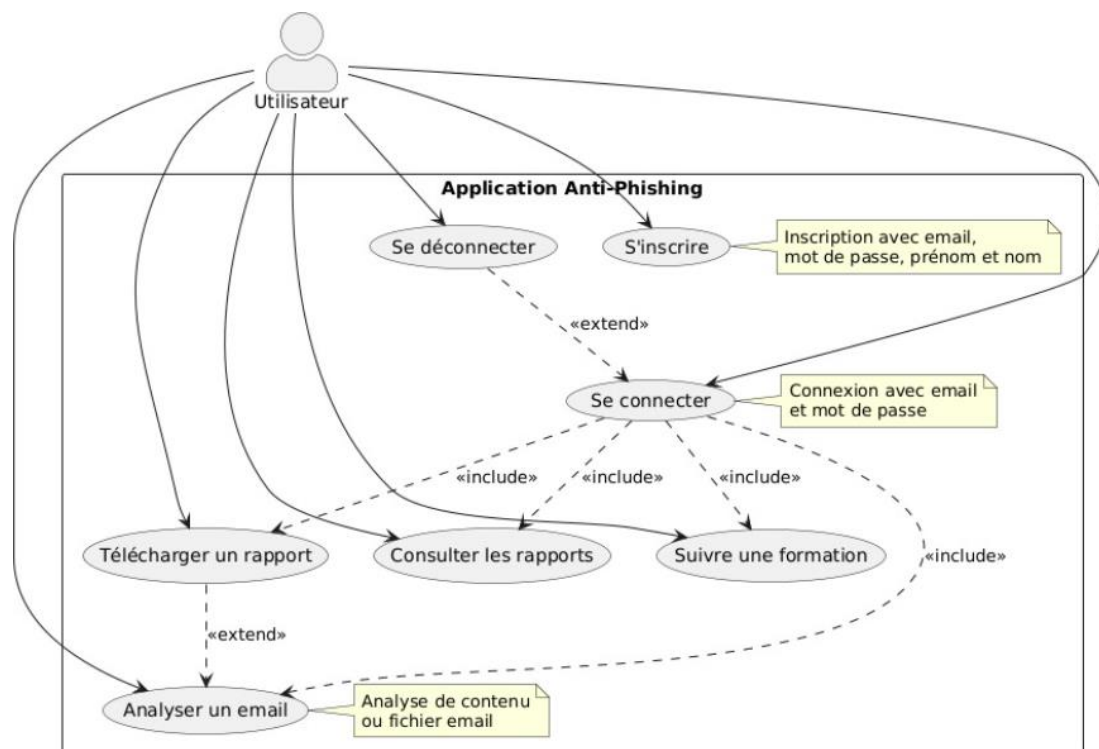 Utilisateur
Application Anti-Phishing
Se déconnecter
S'inscrire
Inscription avec email,
mot de passe, prénom et nom
«extend»
Se connecter
Connexion avec email
et mot de passe
«include»
«include»
«include»
Télécharger un rapport
Consulter les rapports
Suivre une formation
«include»
«extend»
Analyser un email
Analyse de contenu
ou fichier email